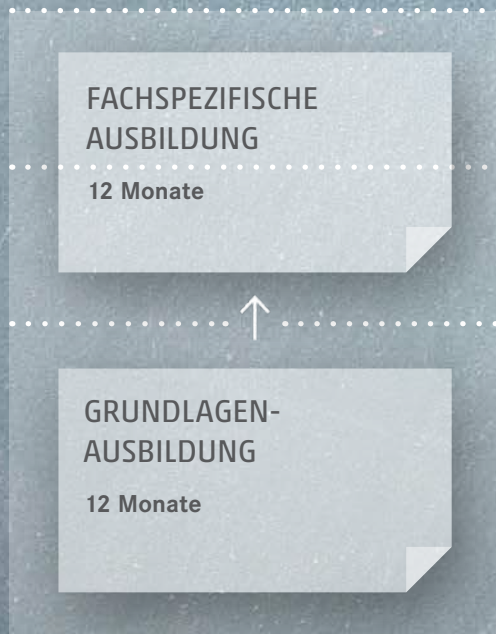 FACHSPEZIFISCHE
AUSBILDUNG
12 Monate
GRUNDLAGEN-
AUSBILDUNG
12 Monate